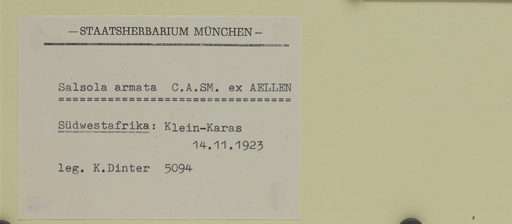 — STAATSHERBARIUM MÜNCHEN —
Salsola armata C.A.SM. ex AELLEN
Südwestafrika: Klein-Karas
14.11.1923
leg. K.Dinter 5094